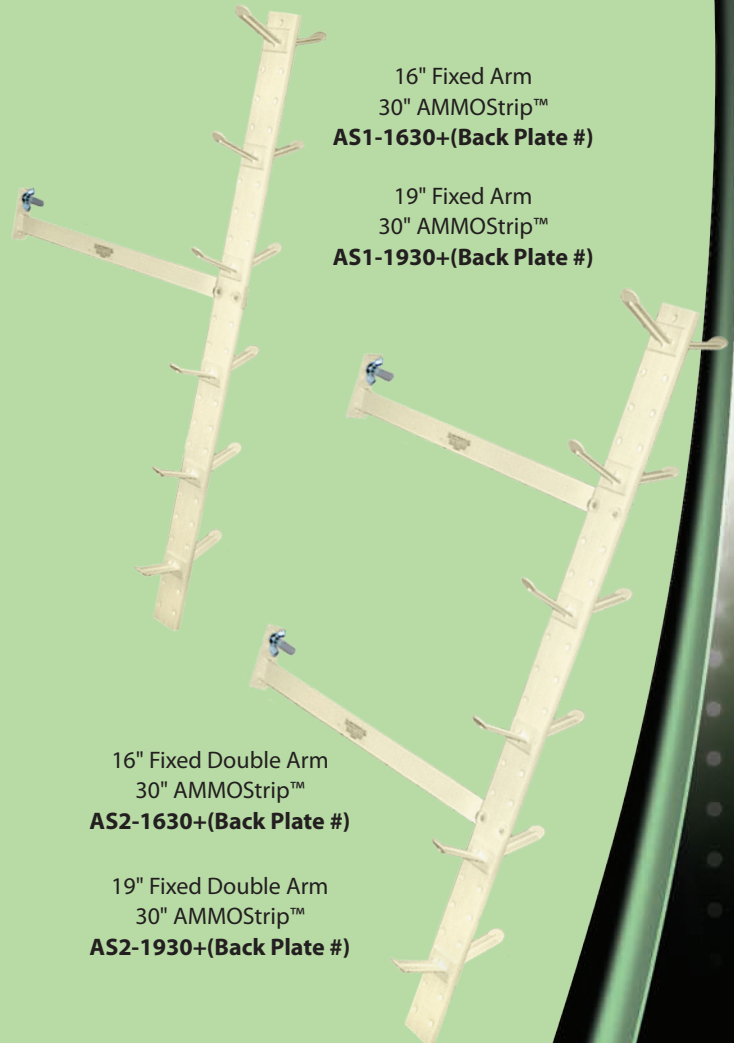 16" Fixed Arm
30" AMMOStrip™
AS1-1630+(Back Plate #)
19" Fixed Arm
30" AMMOStrip™
AS1-1930+(Back Plate #)
16" Fixed Double Arm
30" AMMOStrip™
AS2-1630+(Back Plate #)
19" Fixed Double Arm
30" AMMOStrip™
AS2-1930+(Back Plate #)